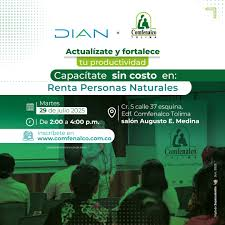 DIAN
Comfenalco
TOLIMA
Actualízate y fortalece
tu productividad
Capacítate sin costo en:
Renta Personas Naturales
Martes
29 de julio 2025
De 2:00 a 4:00 p.m.
inscríbete en
www.comfenalco.com.co
Cr. 5 calle 37 esquina,
Edf. Comfenalco Tolima
salón Augusto E. Medina
Comfenalco